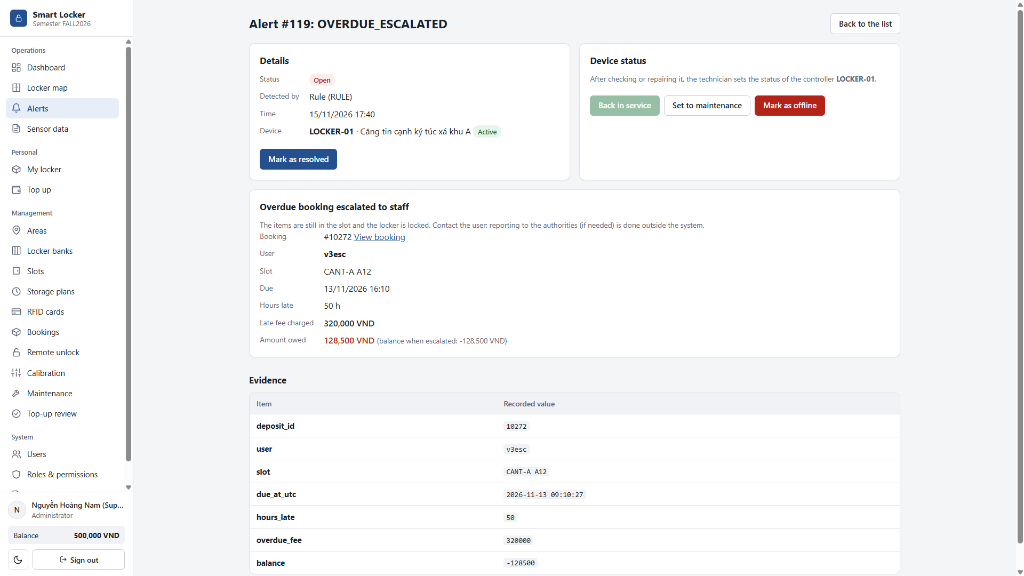 Smart Locker
Semester FALL2026
Operations
Dashboard
Locker map
Alerts
Sensor data
Personal
My locker
Top up
Management
Areas
Locker banks
Slots
Storage plans
RFID cards
Bookings
Remote unlock
Calibration
Maintenance
Top-up review
System
Users
Roles & permissions
N
Nguyễn Hoàng Nam (Sup...
Administrator
Balance 500,000 VND
Sign out
Alert #119: OVERDUE_ESCALATED
Back to the list
Details
Status Open
Detected by Rule (RULE)
Time 15/11/2026 17:40
Device LOCKER-01 · Căng tin cạnh ký túc xá khu A Active
Mark as resolved
Device status
After checking or repairing it, the technician sets the status of the controller LOCKER-01.
Back in service Set to maintenance Mark as offline
Overdue booking escalated to staff
The items are still in the slot and the locker is locked. Contact the user; reporting to the authorities (if needed) is done outside the system.
Booking #10272 View booking
User v3esc
Slot CANT-A A12
Due 13/11/2026 16:10
Hours late 50 h
Late fee charged 320,000 VND
Amount owed 128,500 VND (balance when escalated: -128,500 VND)
Evidence
Item Recorded value
deposit_id 10272
user v3esc
slot CANT-A A12
due_at_utc 2026-11-13 09:10:27
hours_late 50
overdue_fee 320000
balance -128500